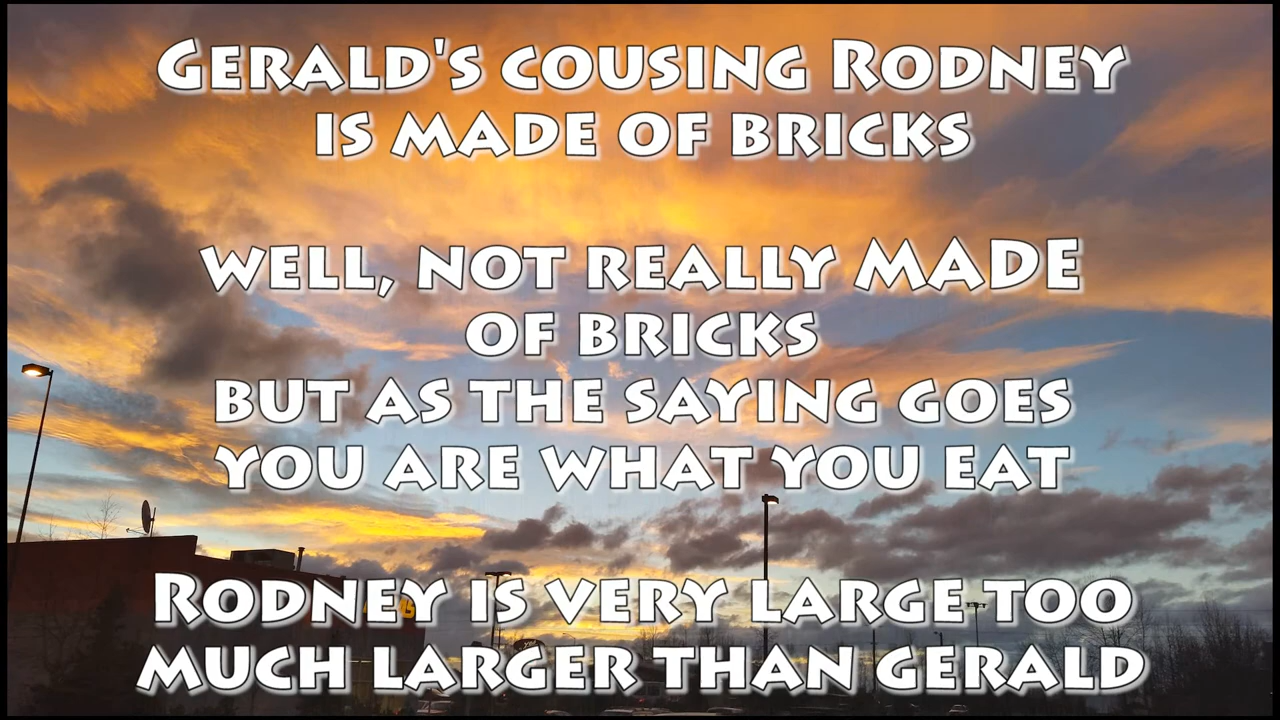 Gerald's cousing Rodney
is made of bricks
well, not really MADE
of bricks
but as the saying goes
you are what you eat
Rodney is very large too
much larger than gerald